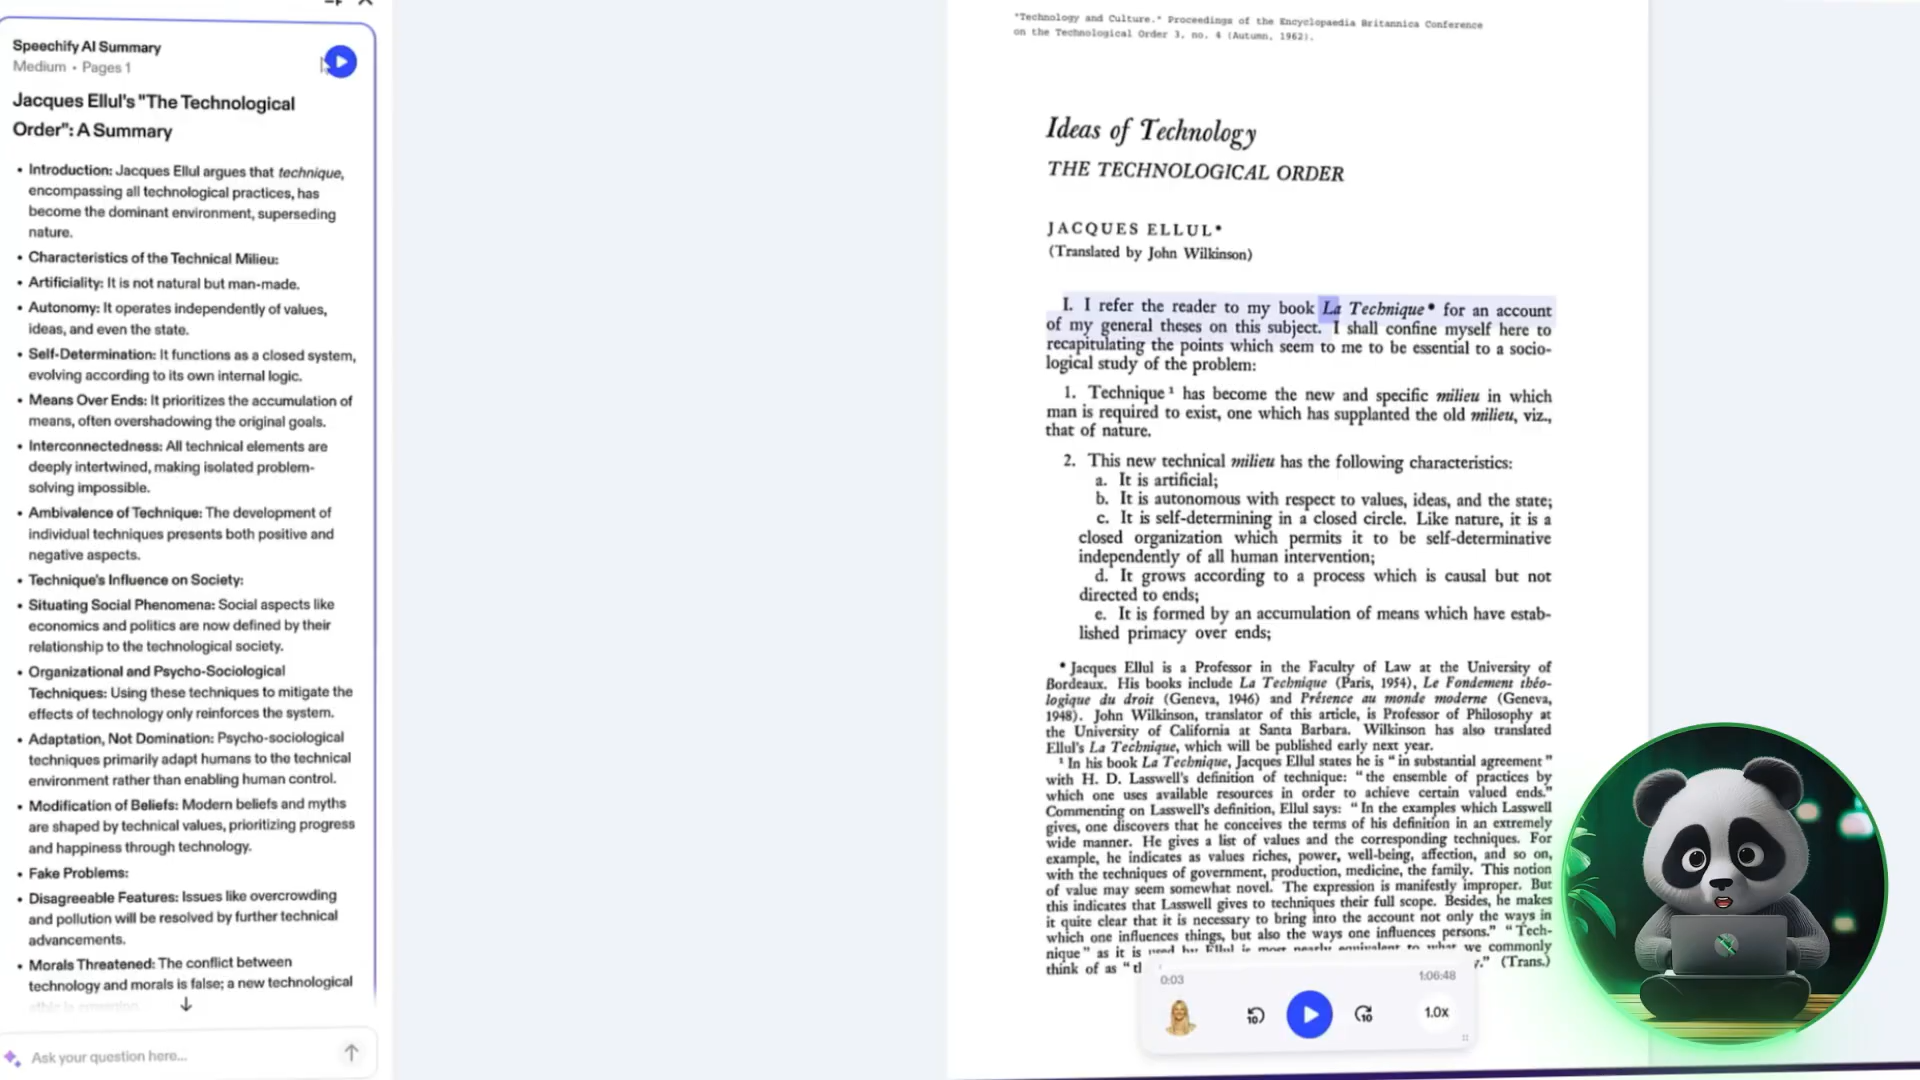 Speechify AI Summary
Medium • Pages 1
Jacques Ellul's "The Technological
Order": A Summary
• Introduction: Jacques Ellul argues that technique,
encompassing all technological practices, has
become the dominant environment, superseding
nature.
• Characteristics of the Technical Milieu:
• Artificiality: It is not natural but man-made.
• Autonomy: It operates independently of values,
ideas, and even the state.
• Self-Determination: It functions as a closed system,
evolving according to its own internal logic.
• Means Over Ends: It prioritizes the accumulation of
means, often overshadowing the original goals.
• Interconnectedness: All technical elements are
deeply intertwined, making isolated problem-
solving impossible.
• Ambivalence of Technique: The development of
individual techniques presents both positive and
negative aspects.
• Technique's Influence on Society:
• Situating Social Phenomena: Social aspects like
economics and politics are now defined by their
relationship to the technological society.
• Organizational and Psycho-Sociological
Techniques: Using these techniques to mitigate the
effects of technology only reinforces the system.
• Adaptation, Not Domination: Psycho-sociological
techniques primarily adapt humans to the technical
environment rather than enabling human control.
• Modification of Beliefs: Modern beliefs and myths
are shaped by technical values, prioritizing progress
and happiness through technology.
• Fake Problems:
• Disagreeable Features: Issues like overcrowding
and pollution will be resolved by further technical
advancements.
• Morals Threatened: The conflict between
technology and morals is false; a new technological
ethic is emerging.
Ask your question here...
"Technology and Culture." Proceedings of the Encyclopaedia Britannica Conference
on the Technological Order 3, no. 4 (Autumn, 1962).
Ideas of Technology
THE TECHNOLOGICAL ORDER
JACQUES ELLUL*
(Translated by John Wilkinson)
I. I refer the reader to my book La Technique* for an account
of my general theses on this subject. I shall confine myself here to
recapitulating the points which seem to me to be essential to a socio-
logical study of the problem:
1. Technique¹ has become the new and specific milieu in which
man is required to exist, one which has supplanted the old milieu, viz.,
that of nature.
2. This new technical milieu has the following characteristics:
a. It is artificial;
b. It is autonomous with respect to values, ideas, and the state;
c. It is self-determining in a closed circle. Like nature, it is a
closed organization which permits it to be self-determinative
independently of all human intervention;
d. It grows according to a process which is causal but not
directed to ends;
e. It is formed by an accumulation of means which have estab-
lished primacy over ends;
* Jacques Ellul is a Professor in the Faculty of Law at the University of
Bordeaux. His books include La Technique (Paris, 1954), Le Fondement théo-
logique du droit (Geneva, 1946) and Présence au monde moderne (Geneva,
1948). John Wilkinson, translator of this article, is Professor of Philosophy at
the University of California at Santa Barbara. Wilkinson has also translated
Ellul's La Technique, which will be published early next year.
¹ In his book La Technique, Jacques Ellul states he is "in substantial agreement"
with H. D. Lasswell's definition of technique: "the ensemble of practices by
which one uses available resources in order to achieve certain valued ends."
Commenting on Lasswell's definition, Ellul says: "In the examples which Lasswell
gives, one discovers that he conceives the terms of his definition in an extremely
wide manner. He gives a list of values and the corresponding techniques. For
example, he indicates as values riches, power, well-being, affection, and so on,
with the techniques of government, production, medicine, the family. This notion
of value may seem somewhat novel. The expression is manifestly improper. But
this indicates that Lasswell gives to techniques their full scope. Besides, he makes
it quite clear that it is necessary to bring into the account not only the ways in
which one influences things, but also the ways one influences persons." "Tech-
nique" as it is used by Ellul is most nearly equivalent to what we commonly
think of as "t y." (Trans.)
0:03
1:06:48
10
10
1.0x